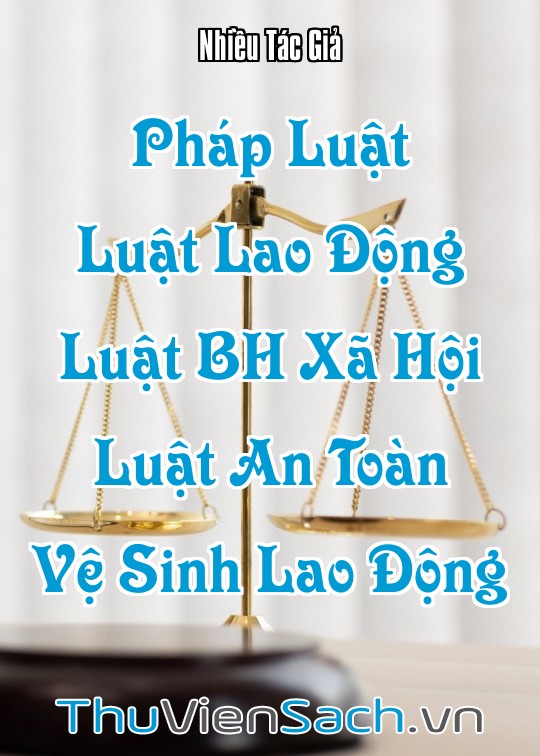 Nhiều Tác Giả
Pháp Luật
Luật Lao Động
Luật BH Xã Hội
Luật An Toàn
Vệ Sinh Lao Động
ThuVienSach.vn